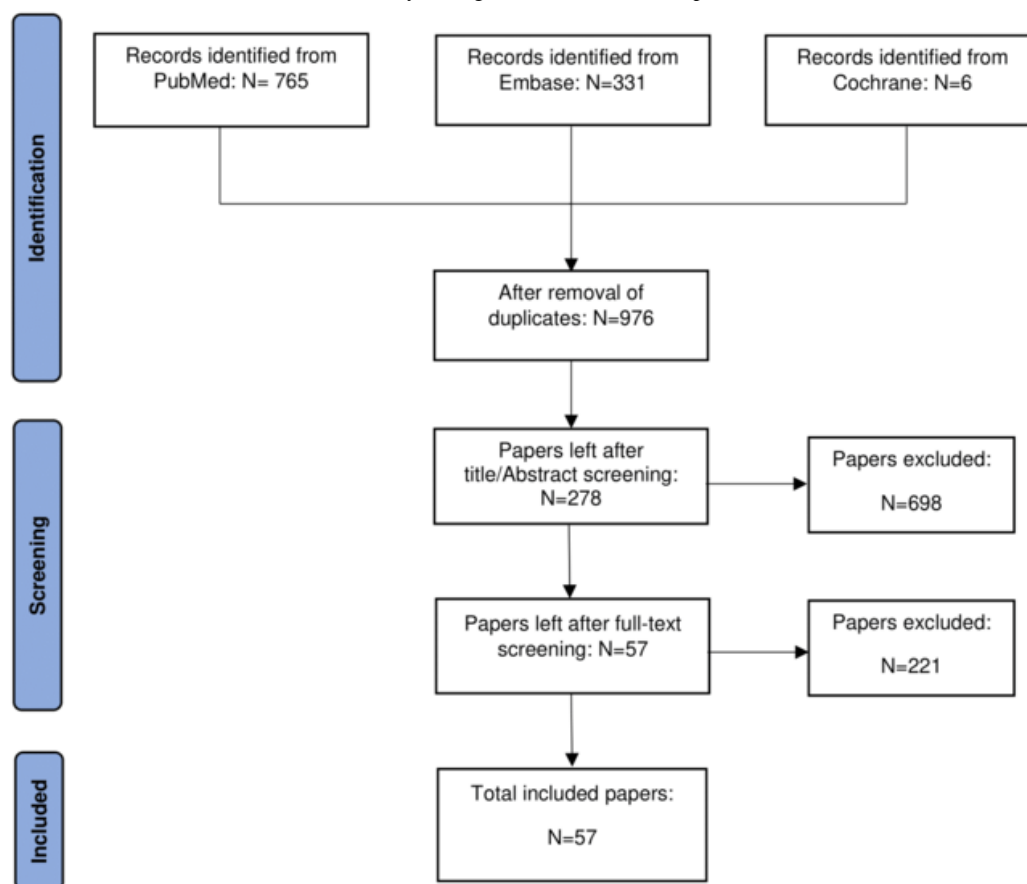 Identification
Records identified from
PubMed: N= 765
Records identified from
Embase: N=331
Records identified from
Cochrane: N=6
After removal of
duplicates: N=976
Screening
Papers left after
title/Abstract screening:
N=278
Papers excluded:
N=698
Papers left after full-text
screening: N=57
Papers excluded:
N=221
Included
Total included papers:
N=57